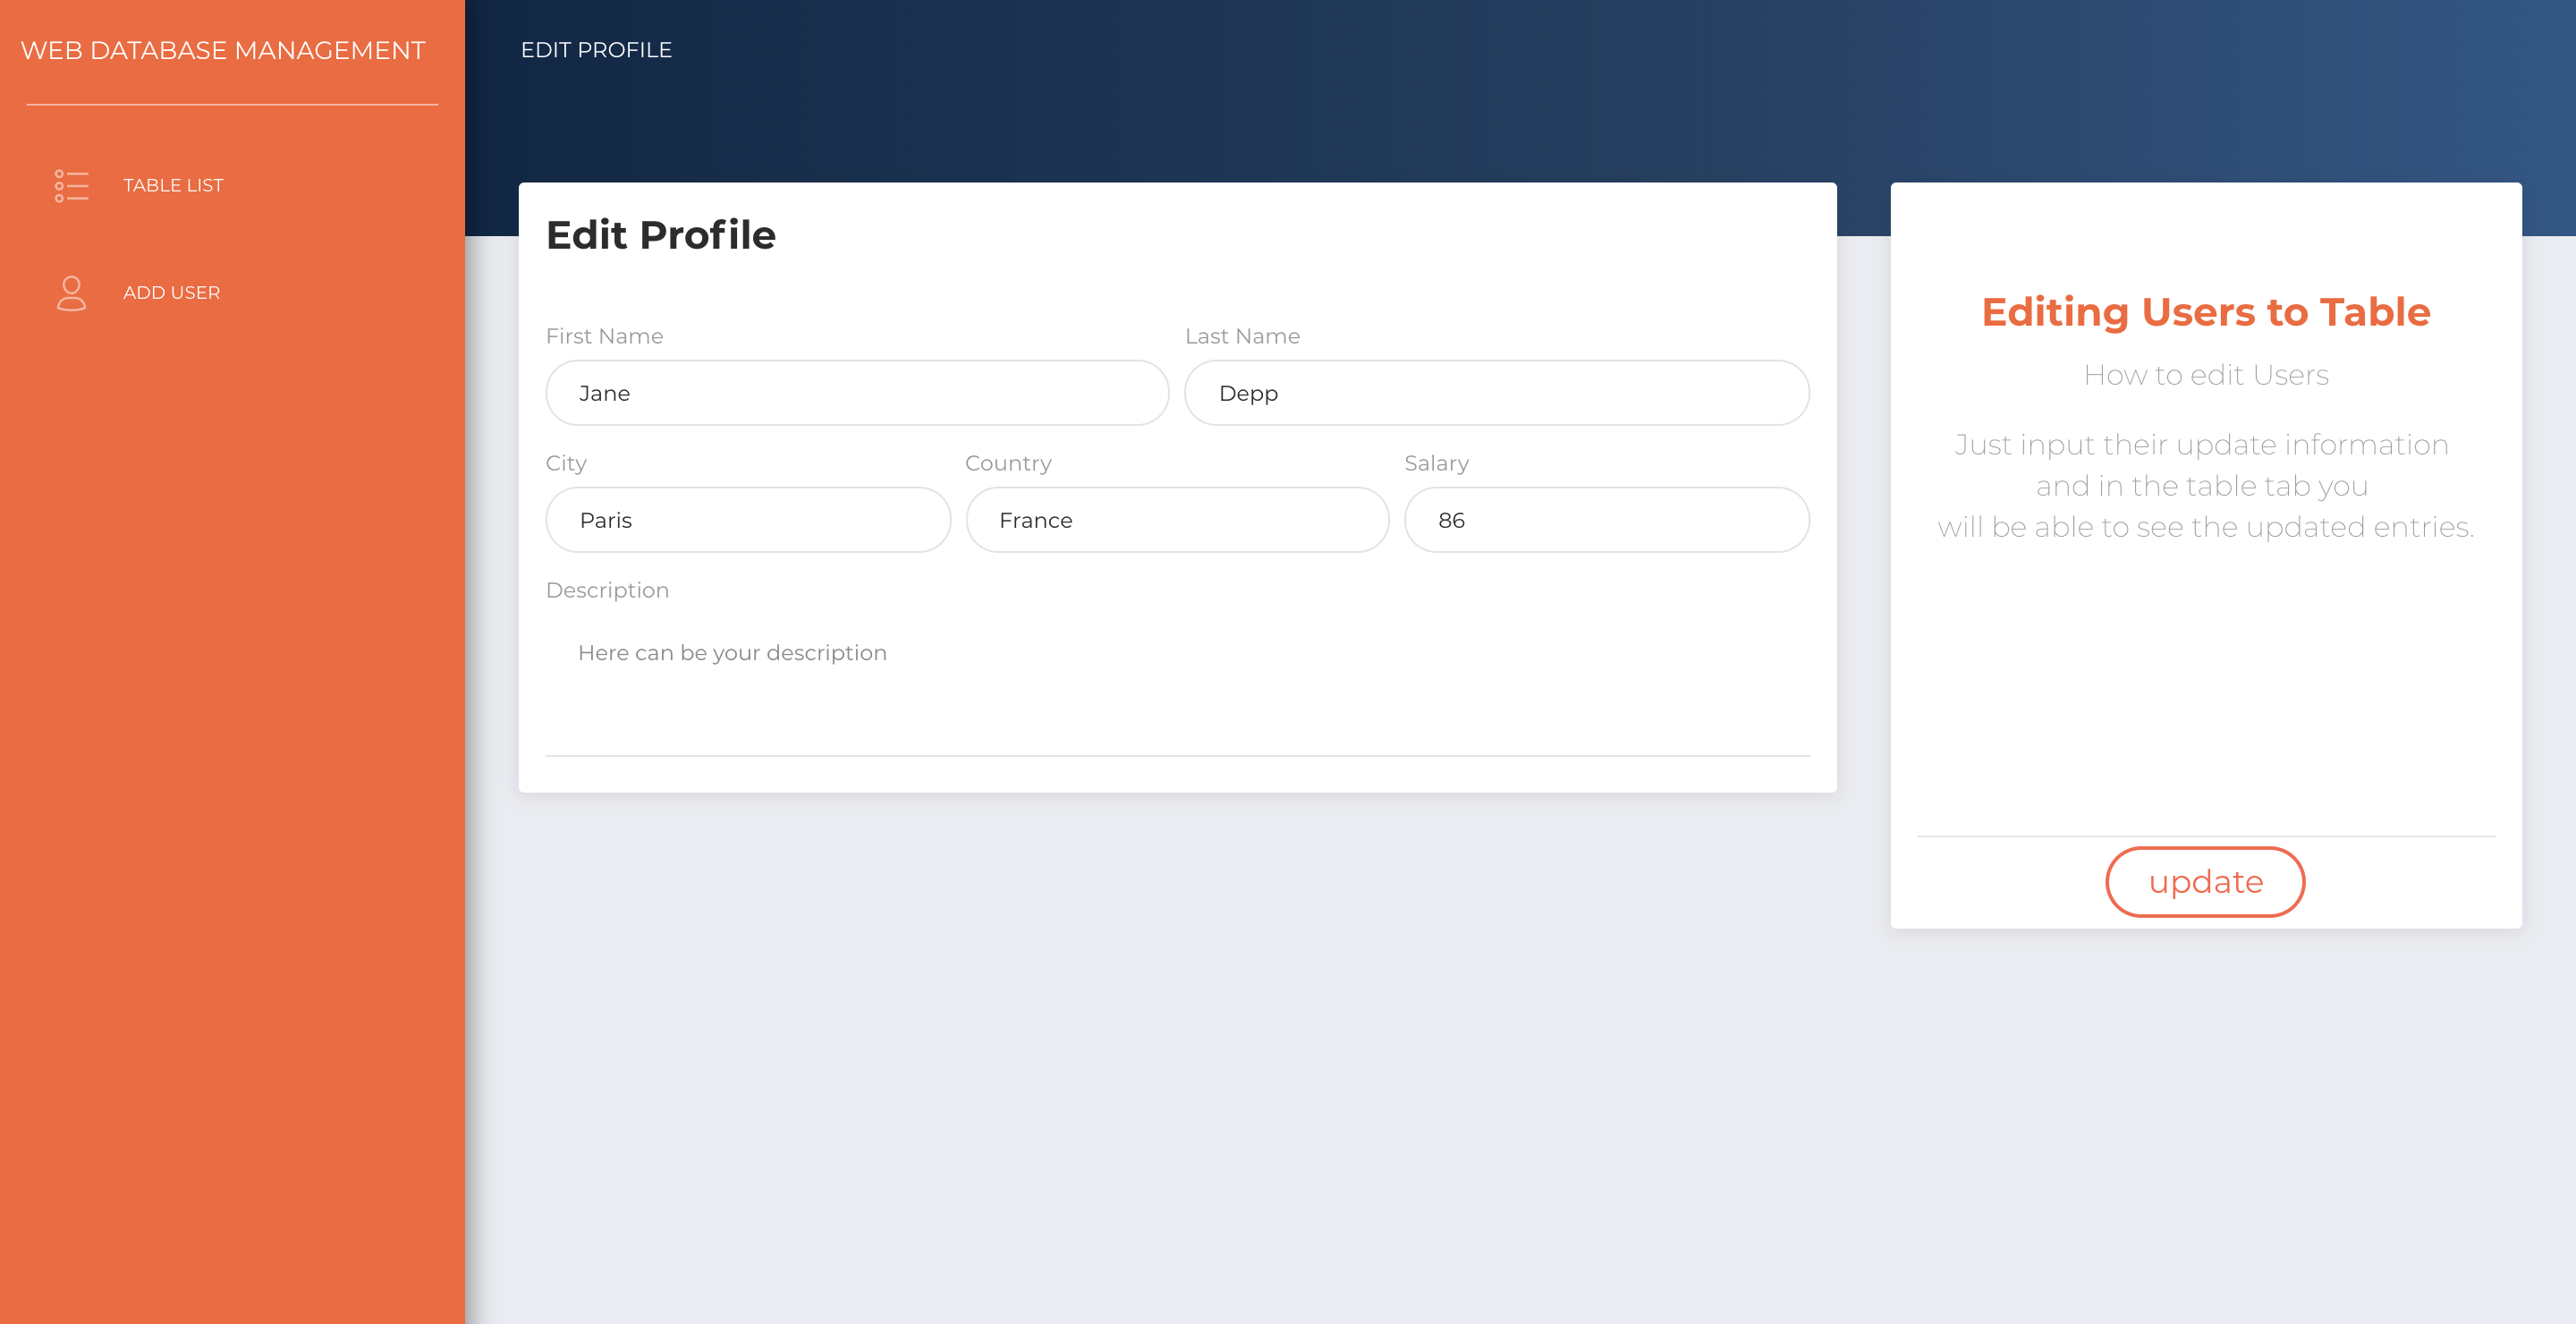 WEB DATABASE MANAGEMENT
TABLE LIST
ADD USER
EDIT PROFILE
Edit Profile
First Name
Last Name
Jane
Depp
City
Country
Salary
Paris
France
86
Description
Here can be your description
Editing Users to Table
How to edit Users
Just input their update information
and in the table tab you
will be able to see the updated entries.
update